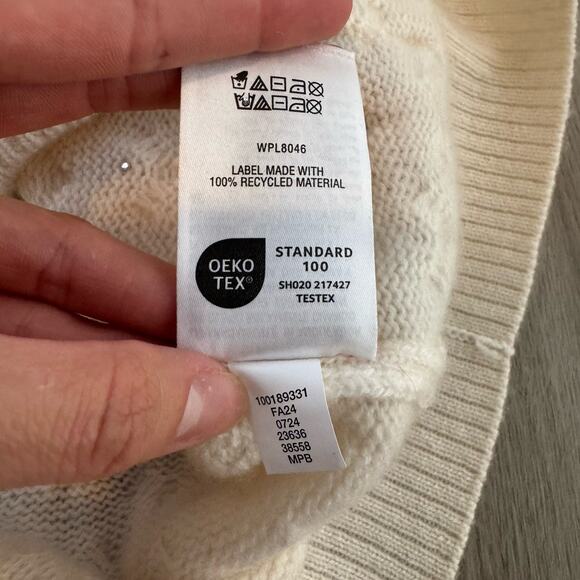 WPL8046
LABEL MADE WITH
100% RECYCLED MATERIAL
OEKO
TEX®
STANDARD
100
SH020 217427
TESTEX
100189331
FA24
0724
23636
38558
MPB